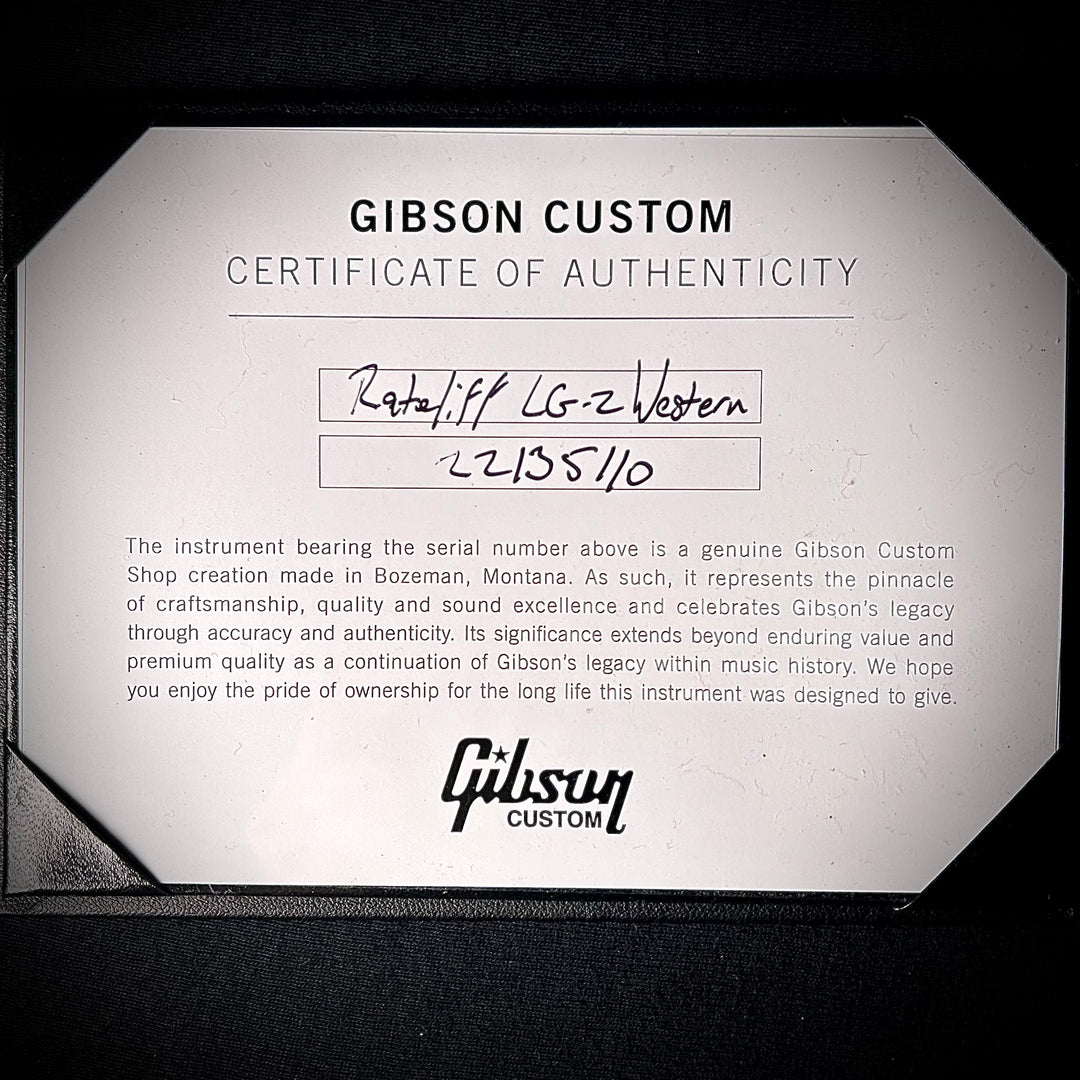 GIBSON CUSTOM
CERTIFICATE OF AUTHENTICITY
Rateliff LG-2 Western
22135110
The instrument bearing the serial number above is a genuine Gibson Custom
Shop creation made in Bozeman, Montana. As such, it represents the pinnacle
of craftsmanship, quality and sound excellence and celebrates Gibson's legacy
through accuracy and authenticity. Its significance extends beyond enduring value and
premium quality as a continuation of Gibson's legacy within music history. We hope
you enjoy the pride of ownership for the long life this instrument was designed to give.
Gibson
CUSTOM